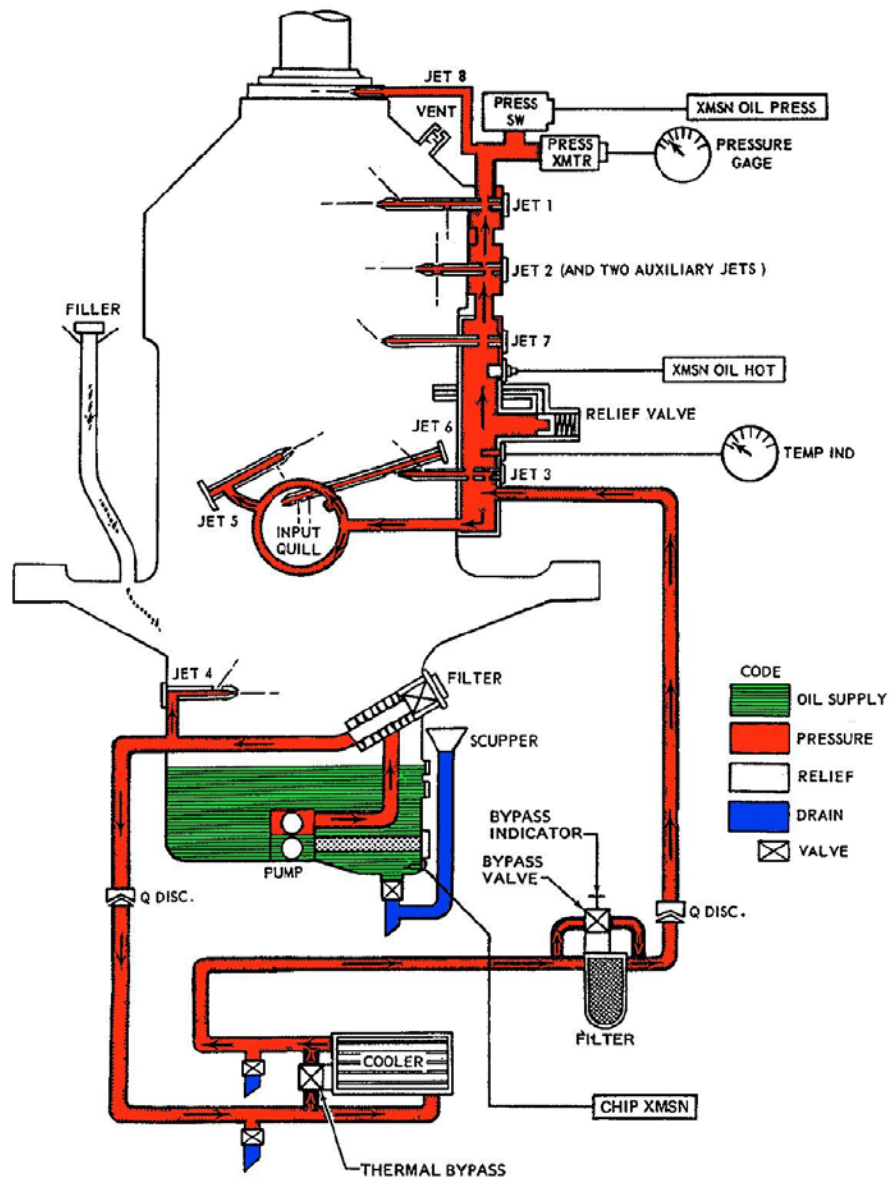 JET 8
VENT
PRESS
SW
XMSN OIL PRESS
PRESS
XMTR
PRESSURE
GAGE
JET 1
JET 2 (AND TWO AUXILIARY JETS)
FILLER
JET 7
XMSN OIL HOT
RELIEF VALVE
JET 6
TEMP IND
JET 3
JET 5
INPUT
QUILL
JET 4
FILTER
SCUPPER
CODE
OIL SUPPLY
PRESSURE
RELIEF
DRAIN
VALVE
PUMP
BYPASS
INDICATOR
BYPASS
VALVE
Q DISC.
Q DISC.
FILTER
COOLER
CHIP XMSN
THERMAL BYPASS